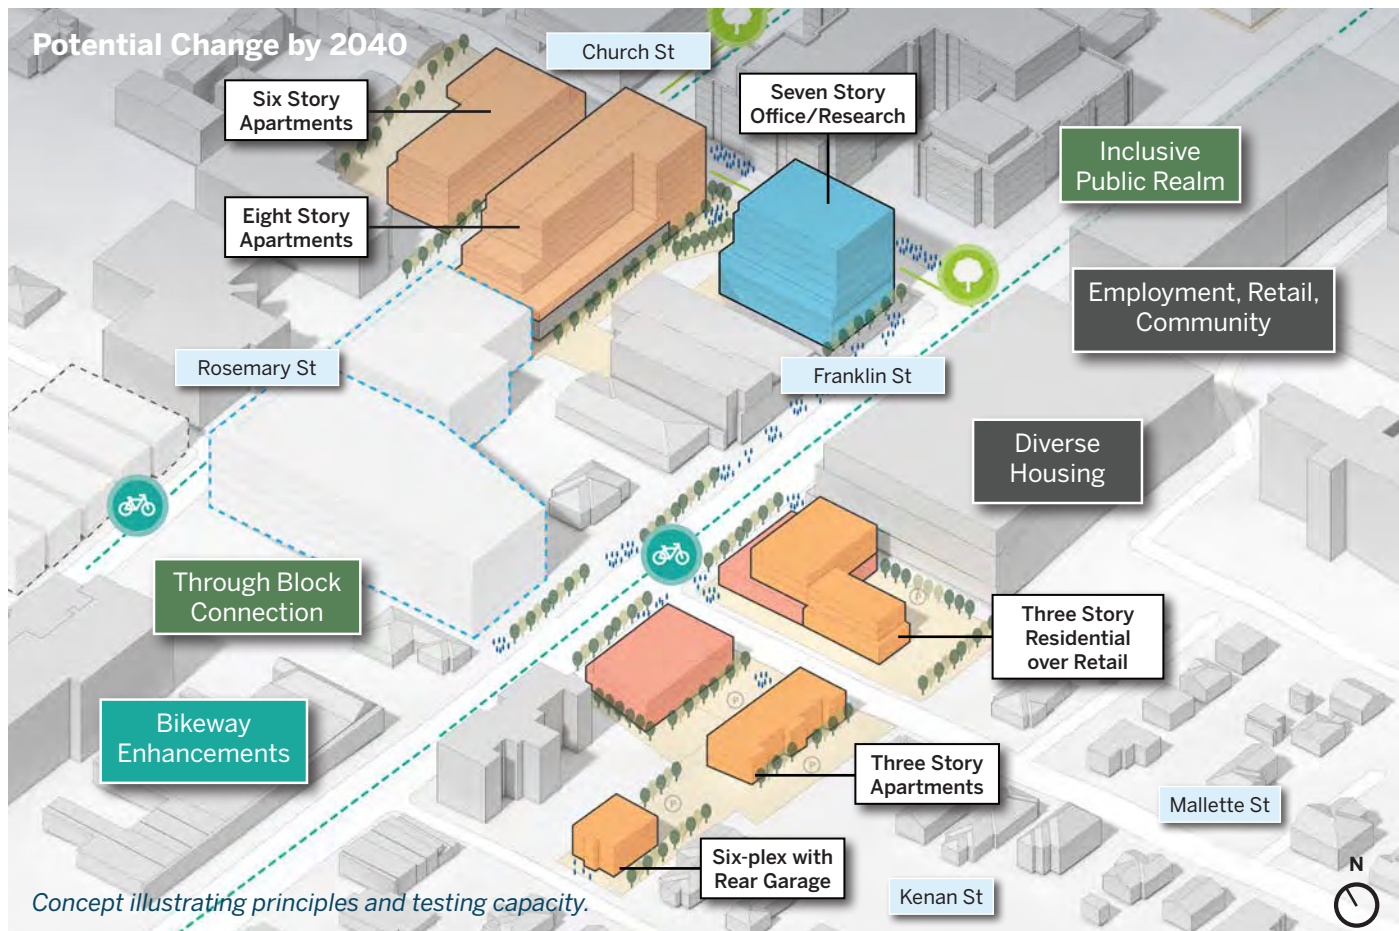 Potential Change by 2040
Church St
Six Story
Apartments
Seven Story
Office/Research
Inclusive
Public Realm
Eight Story
Apartments
Employment, Retail,
Community
Rosemary St
Franklin St
Diverse
Housing
Through Block
Connection
Three Story
Residential
over Retail
P
Bikeway
Enhancements
P
Three Story
Apartments
P
Mallette St
P
Six-plex with
Rear Garage
N
Kenan St
Concept illustrating principles and testing capacity.